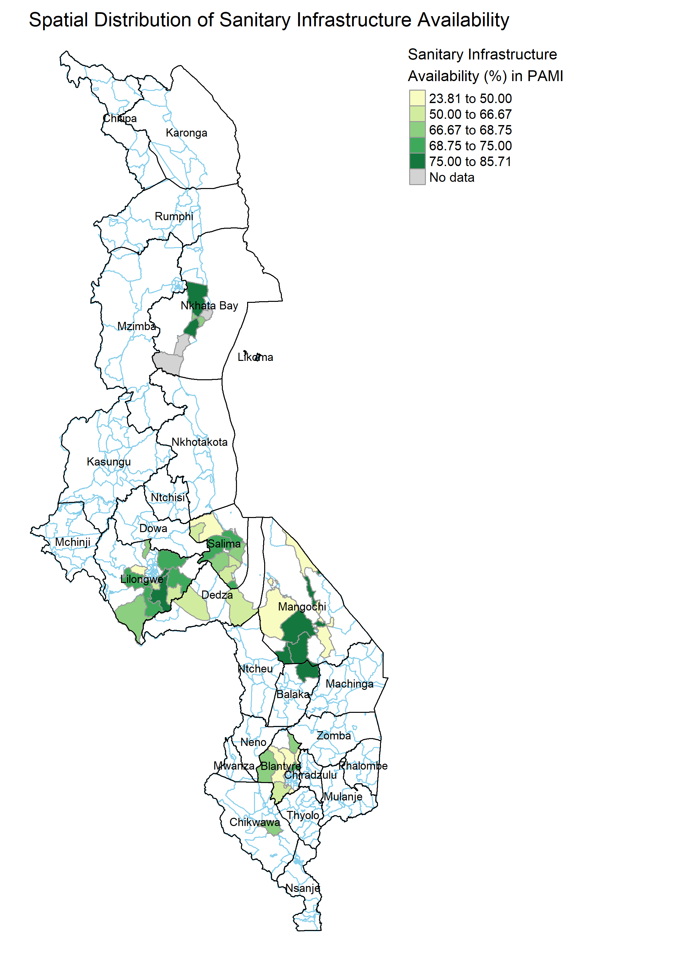 Spatial Distribution of Sanitary Infrastructure Availability
Sanitary Infrastructure
Availability (%) in PAMI
23.81 to 50.00
50.00 to 66.67
66.67 to 68.75
68.75 to 75.00
75.00 to 85.71
No data
Chitipa
Karonga
Rumphi
Nkhata Bay
Mzimba
Likoma
Nkhotakota
Kasungu
Ntchisi
Dowa
Mchinji
Salima
Lilongwe
Dedza
Mangochi
Ntcheu
Machinga
Balaka
Zomba
Neno
Mwanza
Blantyre
Phalombe
Chiradzulu
Mulanje
Thyolo
Chikwawa
Nsanje